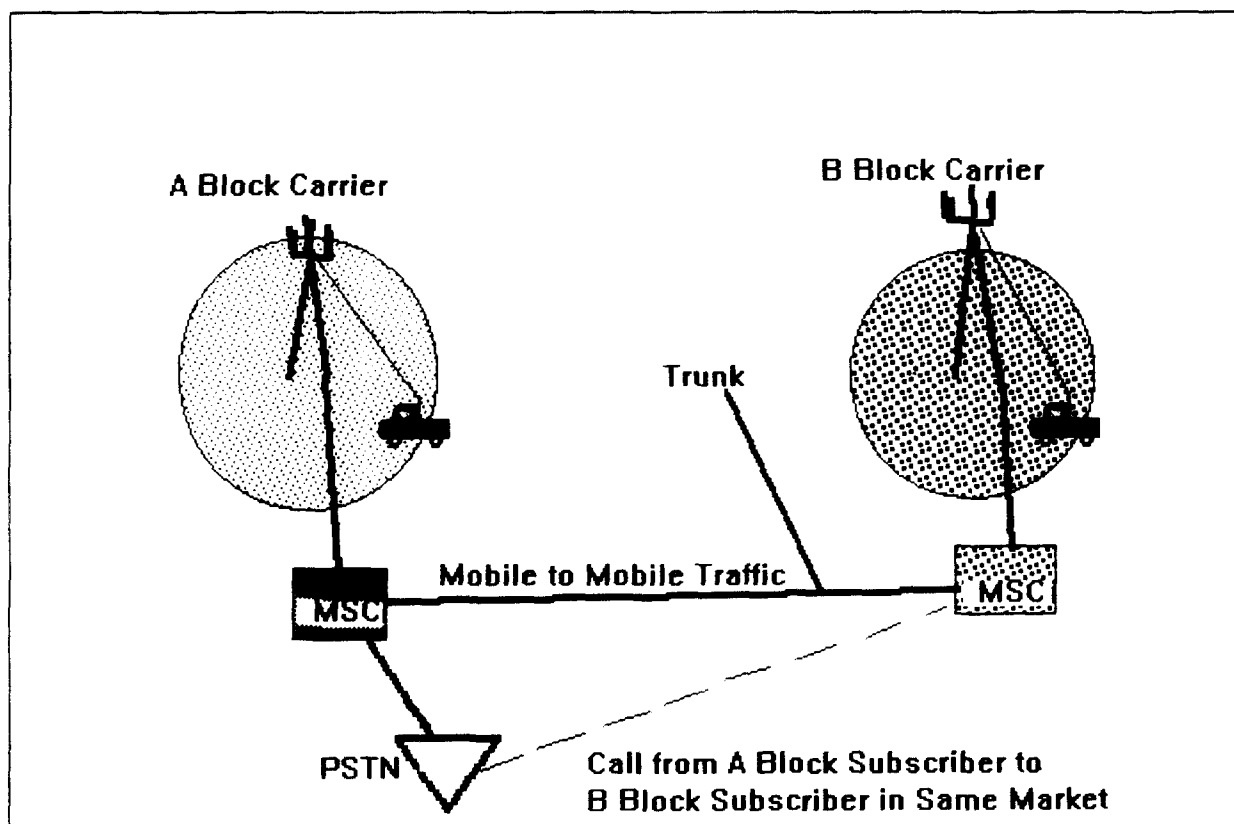 A Block Carrier
B Block Carrier
Trunk
Mobile to Mobile Traffic
MSC
MSC
PSTN
Call from A Block Subscriber to
B Block Subscriber in Same Market